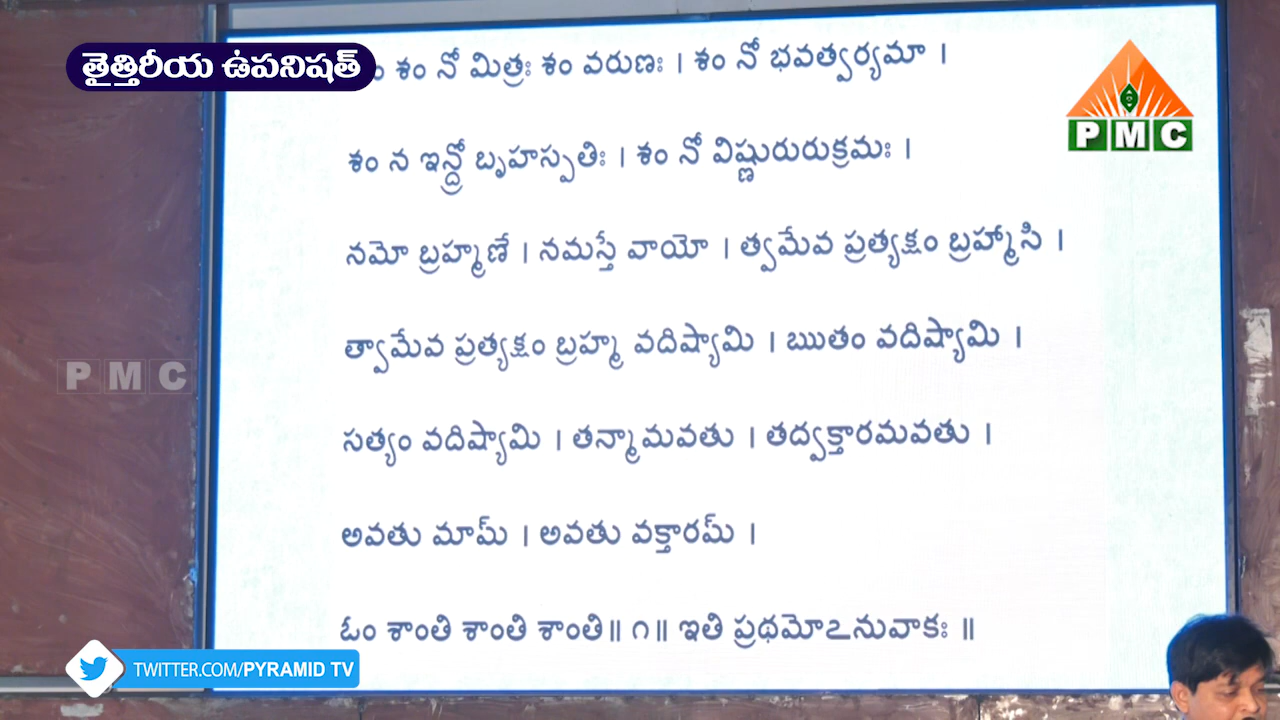 తైత్తిరీయ ఉపనిషత్
శం నో మిత్రః శం వరుణః । శం నో భవత్వర్యమా ।
PMC
శం న ఇన్ద్రో బృహస్పతిః । శం నో విష్ణురురుక్రమః ।
నమో బ్రహ్మణే । నమస్తే వాయో । త్వమేవ ప్రత్యక్షం బ్రహ్మాసి ।
త్వామేవ ప్రత్యక్షం బ్రహ్మ వదిష్యామి । ఋతం వదిష్యామి ।
PMC
సత్యం వదిష్యామి । తన్మామవతు । తద్వక్తారమవతు ।
అవతు మామ్ । అవతు వక్తారమ్ ।
ఓం శాంతి శాంతి శాంతి॥ ౧॥ ఇతి ప్రథమోఽనువాకః ॥
TWITTER.COM/PYRAMID TV